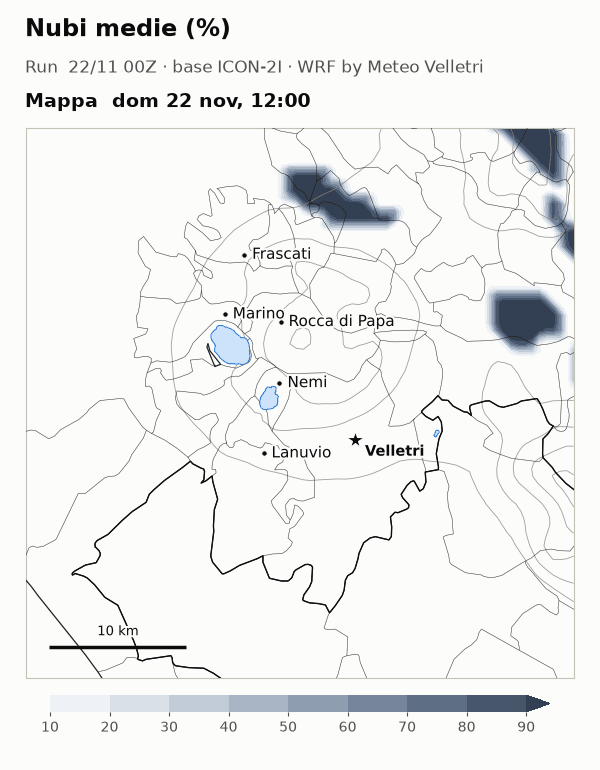 Nubi medie (%)
Run  22/11 00Z · base ICON-2I · WRF by Meteo Velletri
Mappa  dom 22 nov, 12:00
Frascati
Marino
Rocca di Papa
Nemi
Velletri
Lanuvio
10 km
10 20 30 40 50 60 70 80 90